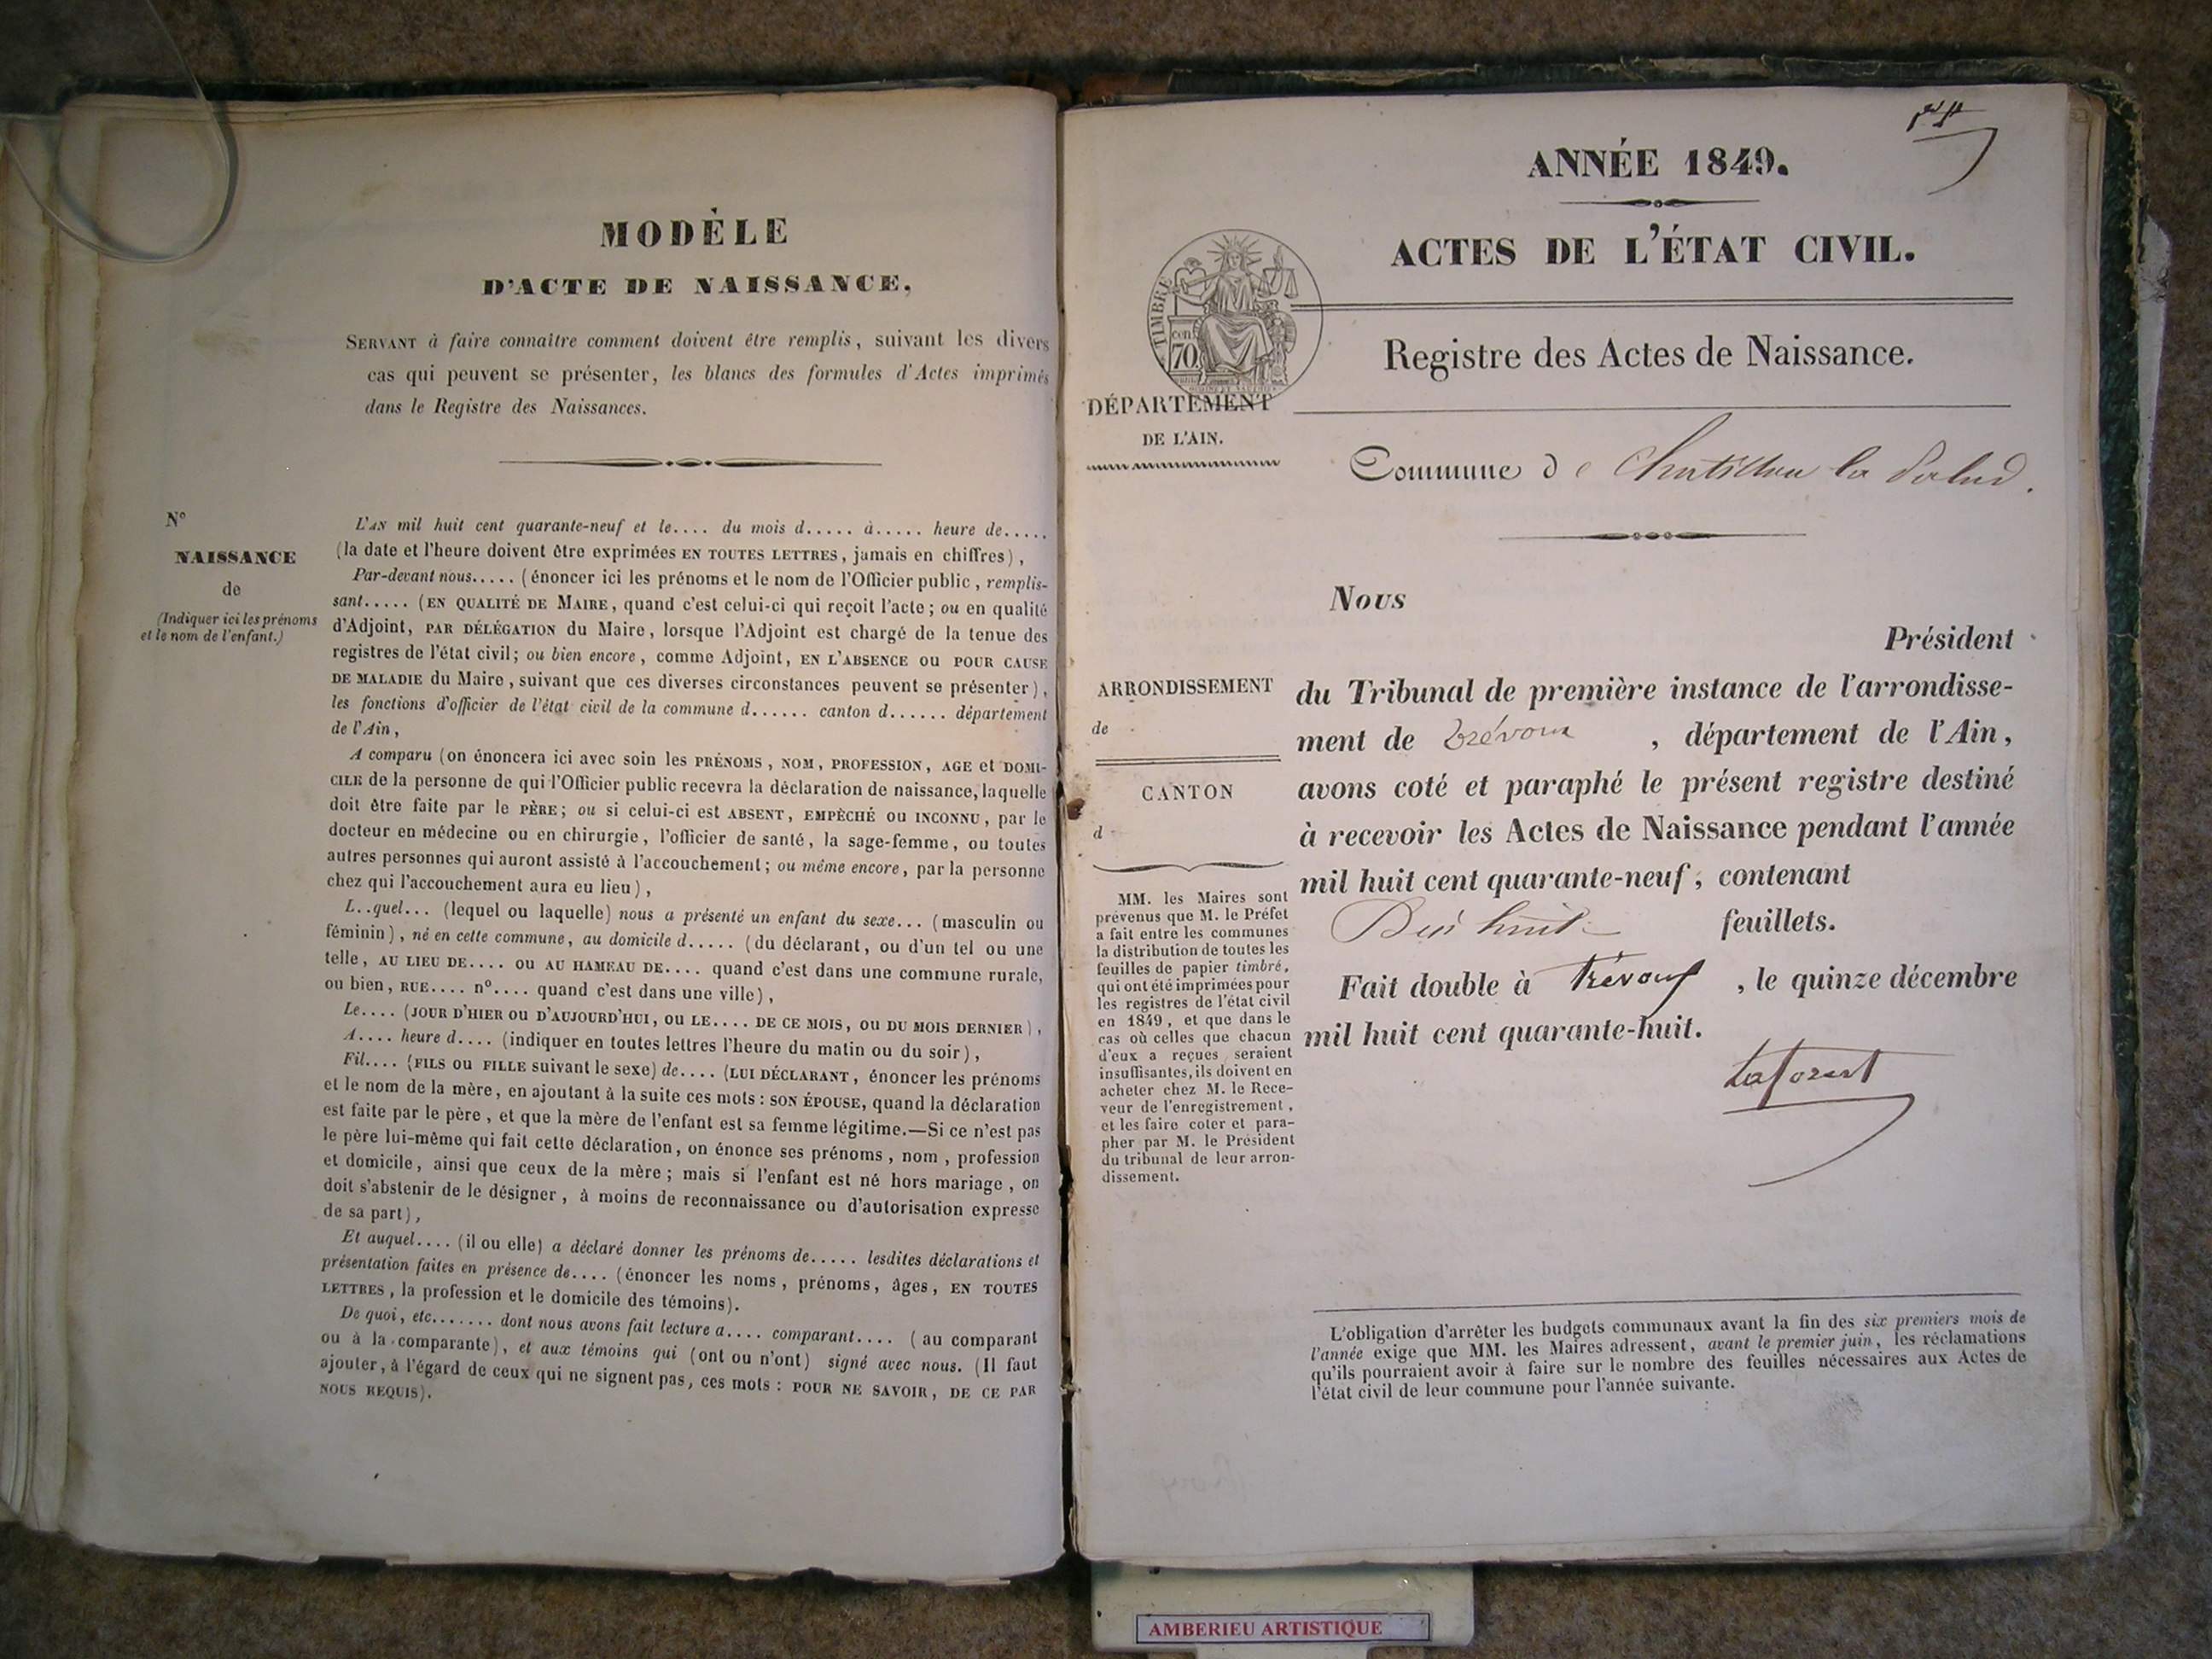 MODÈLE
D'ACTE DE NAISSANCE,
SERVANT à faire connaître comment doivent être remplis, suivant les divers
cas qui peuvent se présenter, les blancs des formules d'Actes imprimés
dans le Registre des Naissances.
N°
NAISSANCE
de
(Indiquer ici les prénoms
et le nom de l'enfant.)
L'AN mil huit cent quarante-neuf et le.... du mois d..... à..... heure de.....
(la date et l'heure doivent être exprimées EN TOUTES LETTRES, jamais en chiffres),
Par-devant nous..... (énoncer ici les prénoms et le nom de l'Officier public, remplis-
sant..... (EN QUALITÉ DE MAIRE, quand c'est celui-ci qui reçoit l'acte; ou en qualité
d'Adjoint, PAR DÉLÉGATION du Maire, lorsque l'Adjoint est chargé de la tenue des
registres de l'état civil; ou bien encore, comme Adjoint, EN L'ABSENCE OU POUR CAUSE
DE MALADIE du Maire, suivant que ces diverses circonstances peuvent se présenter),
les fonctions d'officier de l'état civil de la commune d...... canton d...... département
de l'Ain,
A comparu (on énoncera ici avec soin les PRÉNOMS, NOM, PROFESSION, AGE et DOMI-
CILE de la personne de qui l'Officier public recevra la déclaration de naissance, laquelle
doit être faite par le PÈRE; ou si celui-ci est ABSENT, EMPÊCHÉ OU INCONNU, par le
docteur en médecine ou en chirurgie, l'officier de santé, la sage-femme, ou toutes
autres personnes qui auront assisté à l'accouchement; ou même encore, par la personne
chez qui l'accouchement aura eu lieu),
L..quel... (lequel ou laquelle) nous a présenté un enfant du sexe... (masculin ou
féminin), né en cette commune, au domicile d..... (du déclarant, ou d'un tel ou une
telle, AU LIEU DE.... OU AU HAMEAU DE.... quand c'est dans une commune rurale,
ou bien, RUE.... n°.... quand c'est dans une ville),
Le.... (JOUR D'HIER OU D'AUJOURD'HUI, OU LE.... DE CE MOIS, OU DU MOIS DERNIER),
A.... heure d.... (indiquer en toutes lettres l'heure du matin ou du soir),
Fil.... (FILS OU FILLE suivant le sexe) de.... (LUI DÉCLARANT, énoncer les prénoms
et le nom de la mère, en ajoutant à la suite ces mots : SON ÉPOUSE, quand la déclaration
est faite par le père, et que la mère de l'enfant est sa femme légitime.—Si ce n'est pas
le père lui-même qui fait cette déclaration, on énonce ses prénoms, nom, profession
et domicile, ainsi que ceux de la mère; mais si l'enfant est né hors mariage, on
doit s'abstenir de le désigner, à moins de reconnaissance ou d'autorisation expresse
de sa part),
Et auquel.... (il ou elle) a déclaré donner les prénoms de..... lesdites déclarations et
présentation faites en présence de.... (énoncer les noms, prénoms, âges, EN TOUTES
LETTRES, la profession et le domicile des témoins).
De quoi, etc....... dont nous avons fait lecture a.... comparant.... (au comparant
ou à la comparante), et aux témoins qui (ont ou n'ont) signé avec nous. (Il faut
ajouter, à l'égard de ceux qui ne signent pas, ces mots : POUR NE SAVOIR, DE CE PAR
NOUS REQUIS).
ANNÉE 1849.
ACTES DE L'ÉTAT CIVIL.
TIMBRE
cen
70
Registre des Actes de Naissance.
DÉPARTEMENT
DE L'AIN.
Commune de Chatillon la Palud.
Nous
Président
ARRONDISSEMENT
de
CANTON
d
du Tribunal de première instance de l'arrondisse-
ment de Trévoux, département de l'Ain,
avons coté et paraphé le présent registre destiné
à recevoir les Actes de Naissance pendant l'année
mil huit cent quarante-neuf, contenant
Dix huit feuillets.
Fait double à Trévoux, le quinze décembre
mil huit cent quarante-huit.
Laforest
MM. les Maires sont
prévenus que M. le Préfet
a fait entre les communes
la distribution de toutes les
feuilles de papier timbré,
qui ont été imprimées pour
les registres de l'état civil
en 1849, et que dans le
cas où celles que chacun
d'eux a reçues seraient
insuffisantes, ils doivent en
acheter chez M. le Rece-
veur de l'enregistrement,
et les faire coter et para-
pher par M. le Président
du tribunal de leur arron-
dissement.
L'obligation d'arrêter les budgets communaux avant la fin des six premiers mois de
l'année exige que MM. les Maires adressent, avant le premier juin, les réclamations
qu'ils pourraient avoir à faire sur le nombre des feuilles nécessaires aux Actes de
l'état civil de leur commune pour l'année suivante.
AMBERIEU ARTISTIQUE